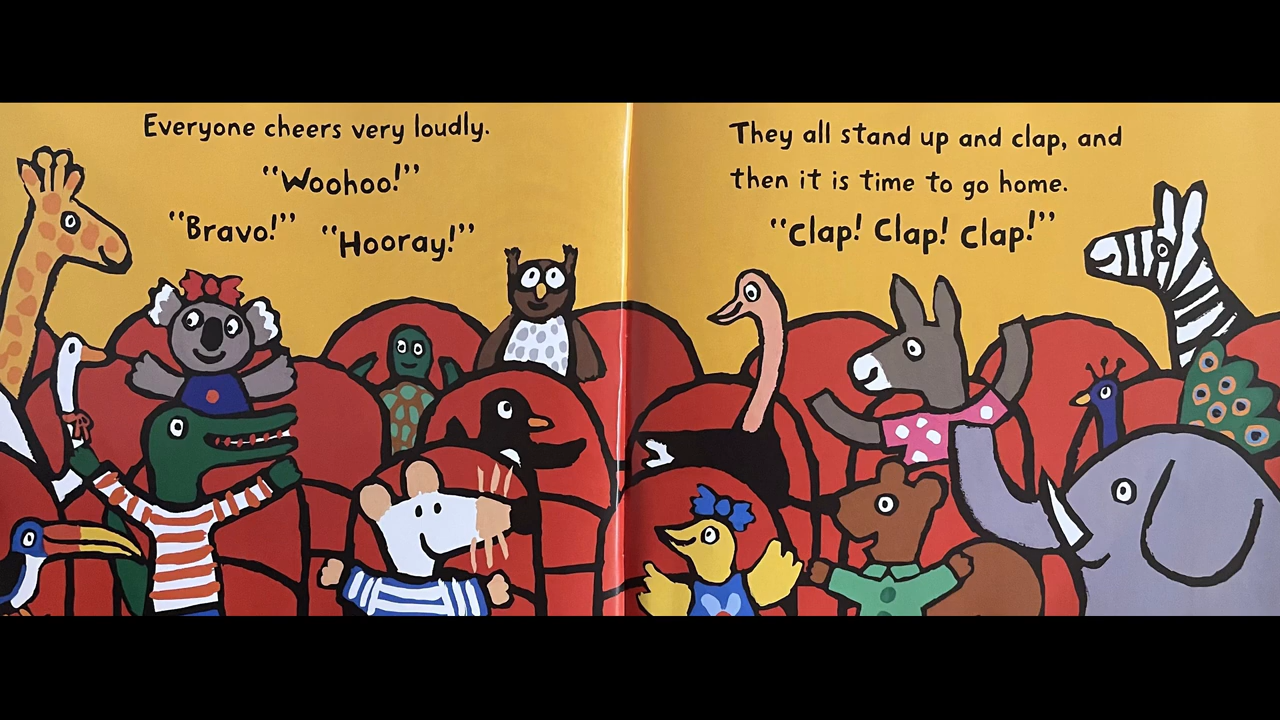 Everyone cheers very loudly.
“Woohoo!”
“Bravo!” “Hooray!”
They all stand up and clap, and
then it is time to go home.
“Clap! Clap! Clap!”